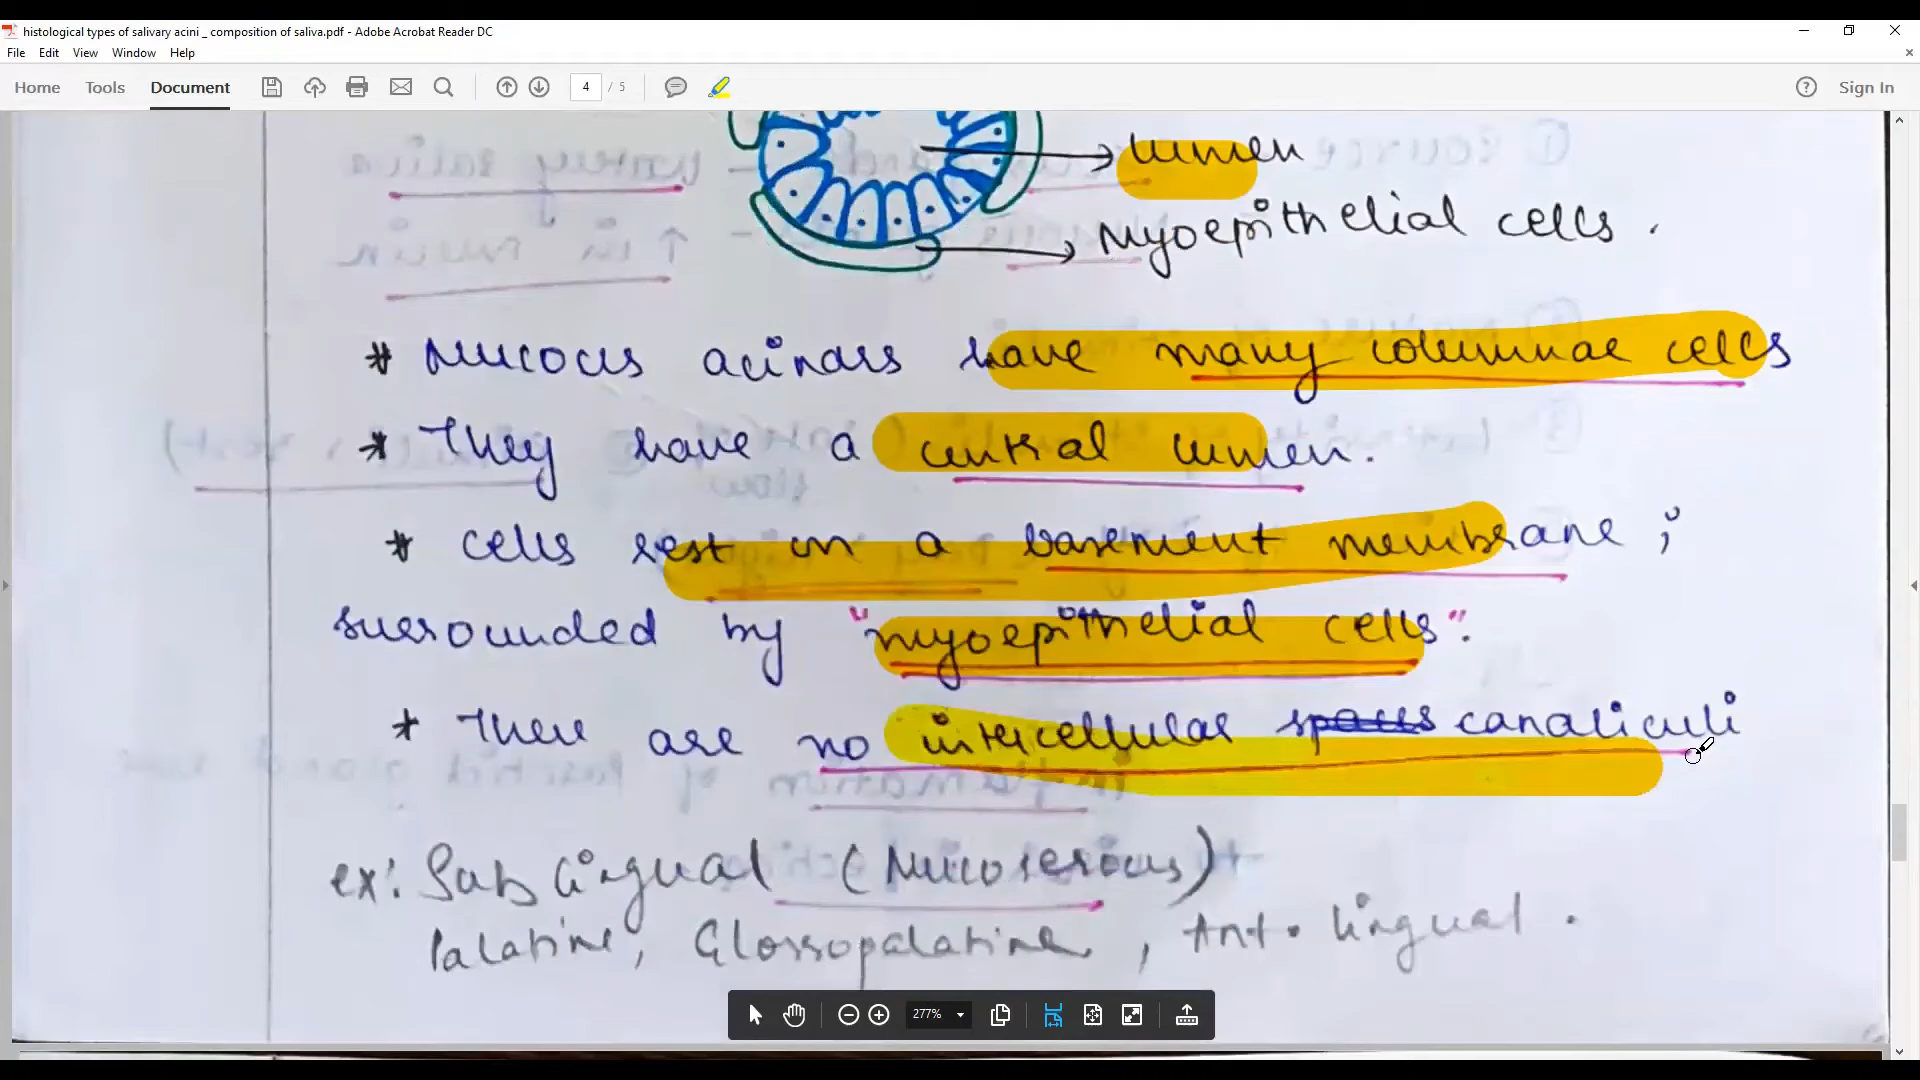 histological types of salivary acini _ composition of saliva.pdf - Adobe Acrobat Reader DC
File Edit View Window Help
Home Tools Document 4 / 5 Sign In
lumen
Myoepithelial cells.
* Mucous acinars have many columnar cells
* They have a central lumen.
* cells rest on a basement membrane ;
surrounded by "myoepithelial cells".
* There are no intercellular canaliculi
ex: Sub lingual (Mucoserous)
Palatine, Glossopalatine, Ant. lingual.
277%